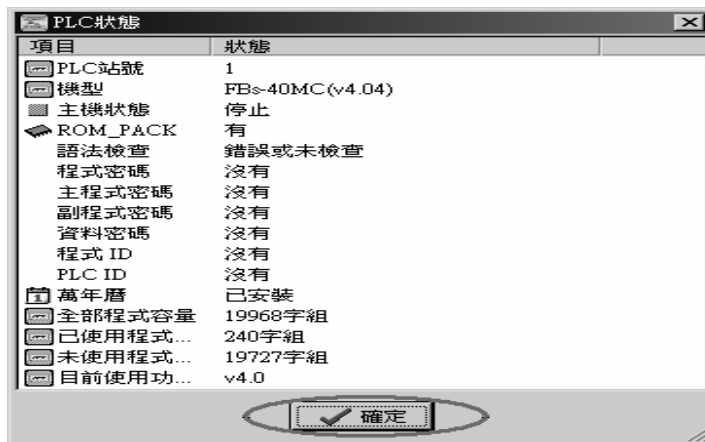 PLC狀態
項目 狀態
PLC站號 1
機型 FBs-40MC(v4.04)
主機狀態 停止
ROM_PACK 有
語法檢查 錯誤或未檢查
程式密碼 沒有
主程式密碼 沒有
副程式密碼 沒有
資料密碼 沒有
程式 ID 沒有
PLC ID 沒有
萬年曆 已安裝
全部程式容量 19968字組
已使用程式... 240字組
未使用程式... 19727字組
目前使用功... v4.0
確定